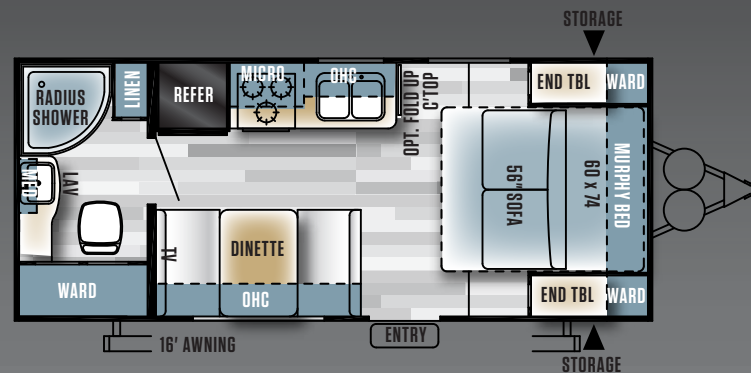 STORAGE
RADIUS
SHOWER
LINEN
REFER
MICRO
OHC
OPT. FOLD UP
C'TOP
END TBL
WARD
MED
LAV
56" SOFA
60 x 74
MURPHY BED
TV
DINETTE
OHC
WARD
END TBL
WARD
16' AWNING
ENTRY
STORAGE